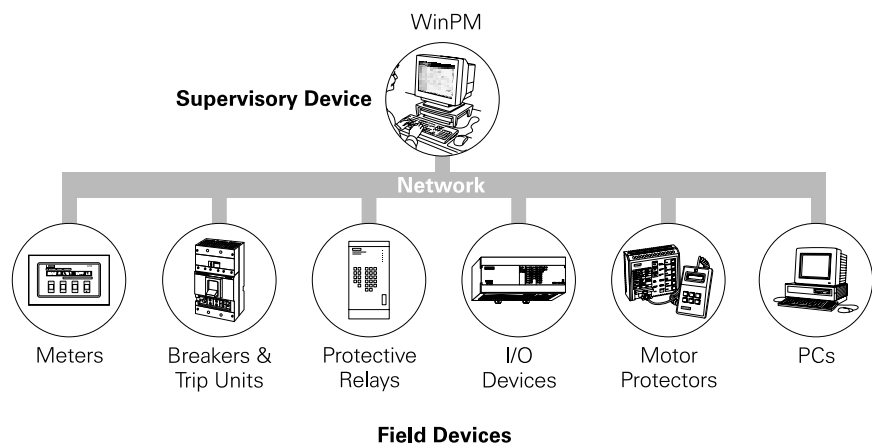 WinPM
Supervisory Device
Network
Meters
Breakers &
Trip Units
Protective
Relays
I/O
Devices
Motor
Protectors
PCs
Field Devices